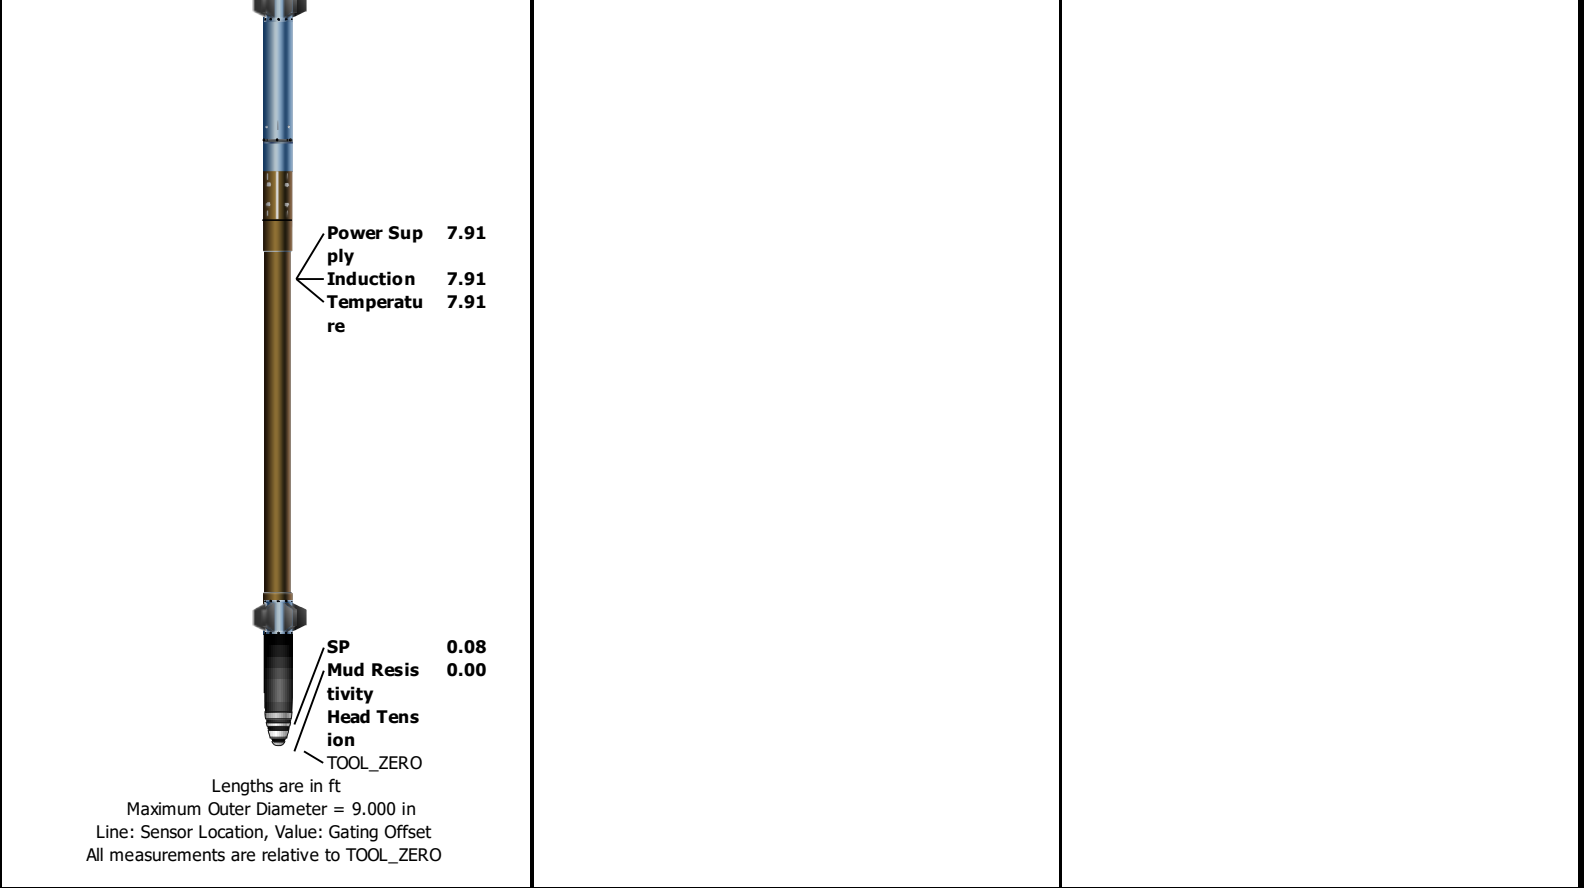 Power Sup 7.91
ply
Induction 7.91
Temperatu 7.91
re
SP 0.08
Mud Resis 0.00
tivity
Head Tens
ion
TOOL_ZERO
Lengths are in ft
Maximum Outer Diameter = 9.000 in
Line: Sensor Location, Value: Gating Offset
All measurements are relative to TOOL_ZERO